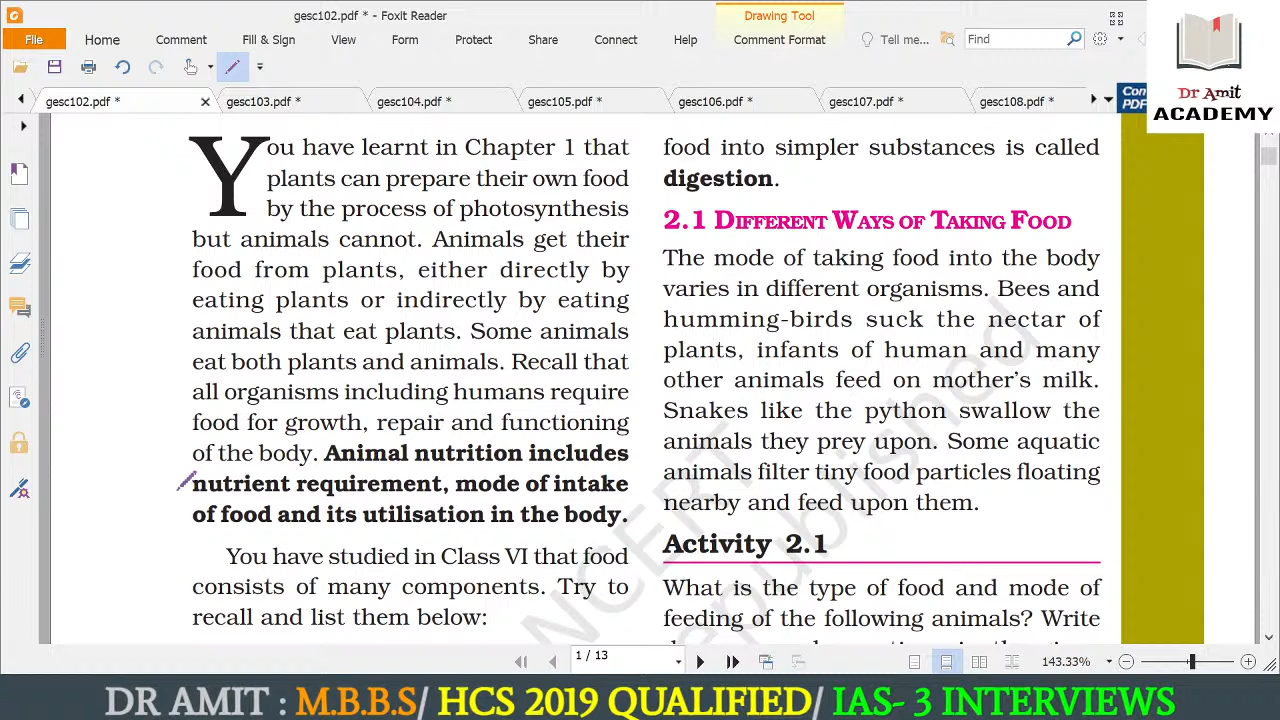 gesc102.pdf * - Foxit Reader
Drawing Tool
File Home Comment Fill & Sign View Form Protect Share Connect Help Comment Format Tell me... Find
gesc102.pdf * gesc103.pdf * gesc104.pdf * gesc105.pdf * gesc106.pdf * gesc107.pdf * gesc108.pdf *
Dr Amit
ACADEMY
You have learnt in Chapter 1 that
plants can prepare their own food
by the process of photosynthesis
but animals cannot. Animals get their
food from plants, either directly by
eating plants or indirectly by eating
animals that eat plants. Some animals
eat both plants and animals. Recall that
all organisms including humans require
food for growth, repair and functioning
of the body. Animal nutrition includes
nutrient requirement, mode of intake
of food and its utilisation in the body.
You have studied in Class VI that food
consists of many components. Try to
recall and list them below:
food into simpler substances is called
digestion.
2.1 DIFFERENT WAYS OF TAKING FOOD
The mode of taking food into the body
varies in different organisms. Bees and
humming-birds suck the nectar of
plants, infants of human and many
other animals feed on mother's milk.
Snakes like the python swallow the
animals they prey upon. Some aquatic
animals filter tiny food particles floating
nearby and feed upon them.
Activity 2.1
What is the type of food and mode of
feeding of the following animals? Write
NCERT
republished
1 / 13
143.33%
DR AMIT : M.B.B.S/ HCS 2019 QUALIFIED/ IAS- 3 INTERVIEWS